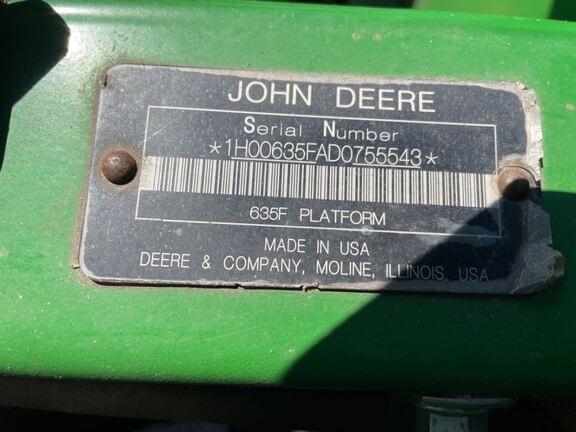 JOHN DEERE
Serial Number
*1H00635FAD0755543*
635F PLATFORM
MADE IN USA
DEERE & COMPANY, MOLINE, ILLINOIS, USA